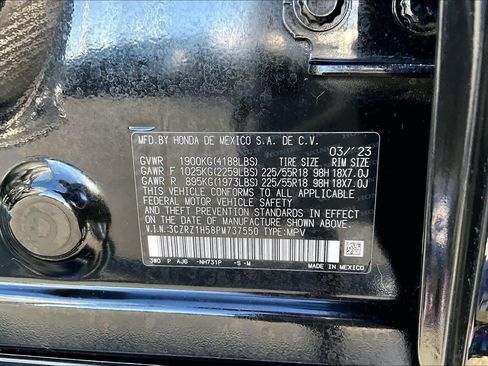 MFD.BY HONDA DE MEXICO S.A. DE C.V.
03/'23
GVWR 1900KG(4188LBS) TIRE SIZE RIM SIZE
GAWR F 1025KG(2259LBS) 225/55R18 98H 18X7.0J
GAWR R 895KG(1973LBS) 225/55R18 98H 18X7.0J
THIS VEHICLE CONFORMS TO ALL APPLICABLE
FEDERAL MOTOR VEHICLE SAFETY
AND THEFT PREVENTION STANDARDS IN EFFECT
ON THE DATE OF MANUFACTURE SHOWN ABOVE.
V.I.N:3CZRZ1H58PM737550 TYPE:MPV
3W0 P AJG -NH731P -S -M
MADE IN MEXICO